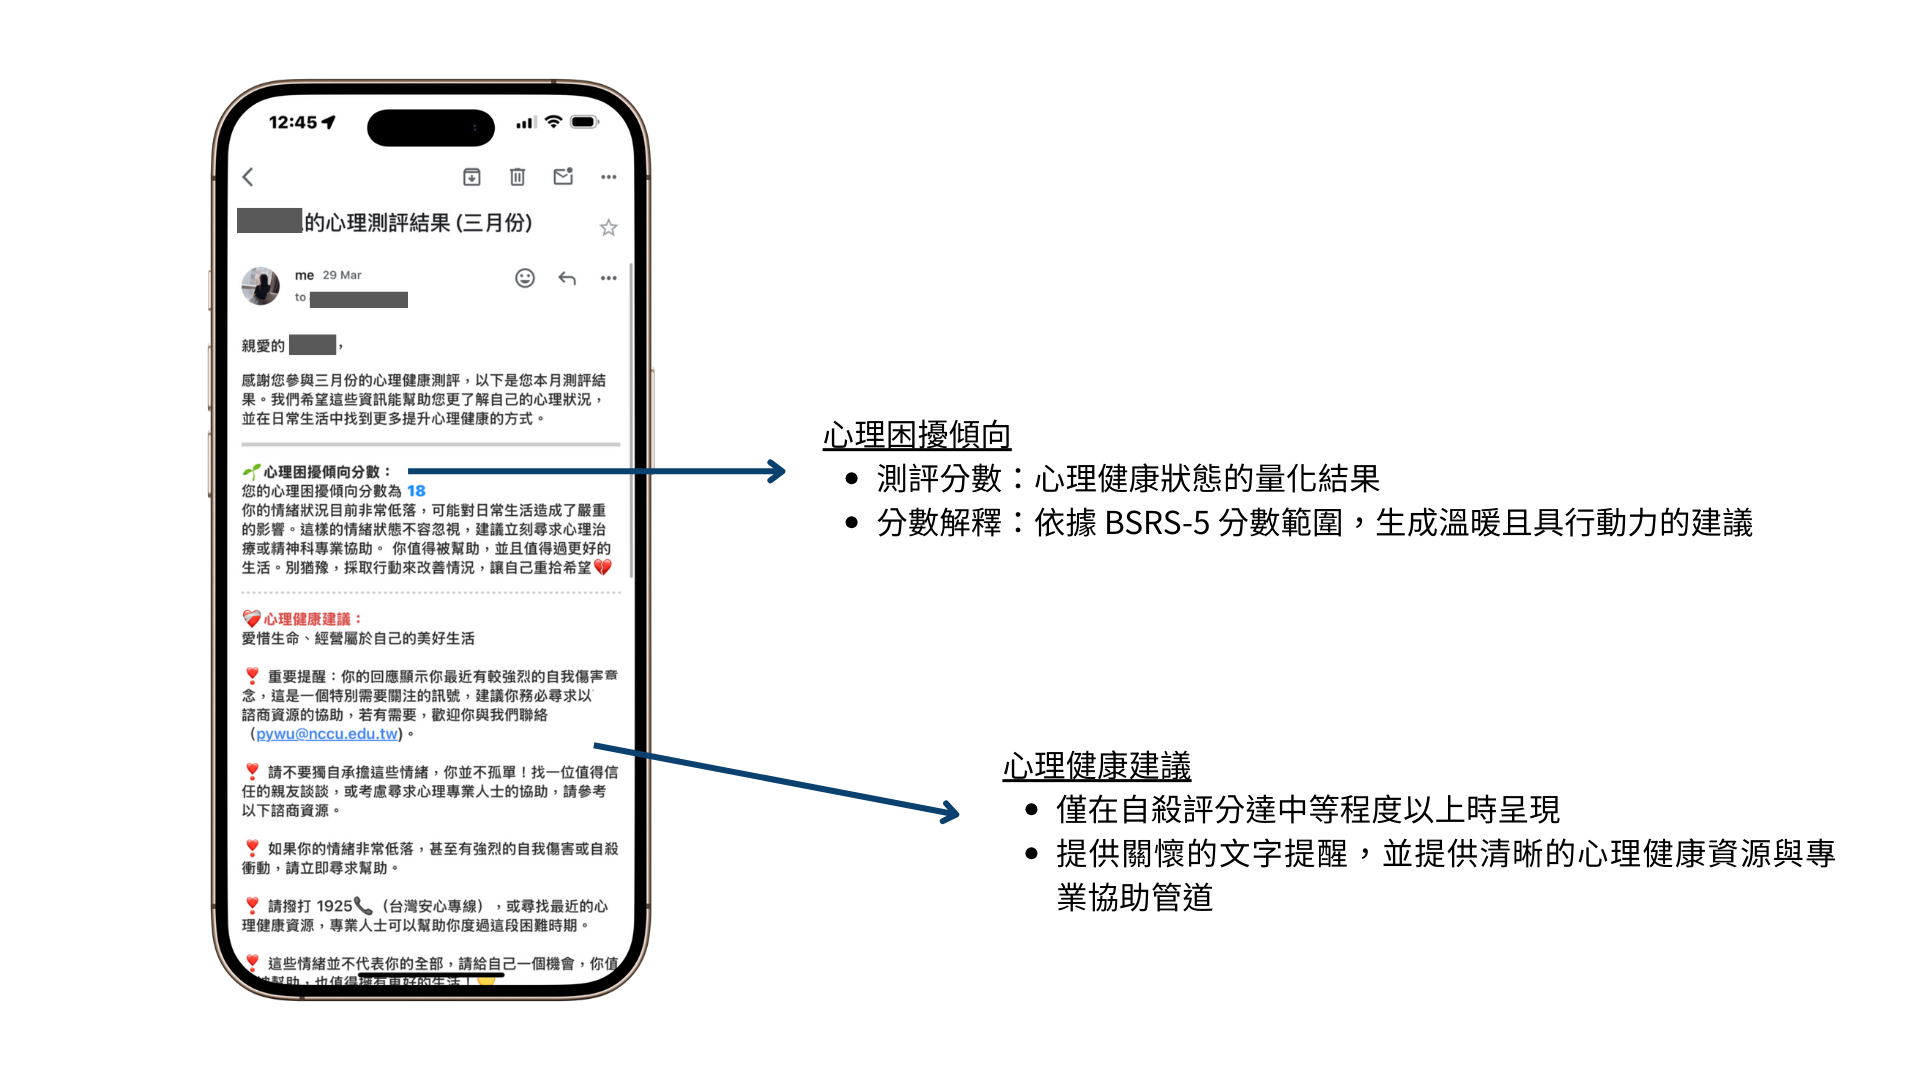 12:45
的心理測評結果 (三月份)
me 29 Mar
to
親愛的 ，
感謝您參與三月份的心理健康測評，以下是您本月測評結
果。我們希望這些資訊能幫助您更了解自己的心理狀況，
並在日常生活中找到更多提升心理健康的方式。
🌱心理困擾傾向分數：
您的心理困擾傾向分數為 18
你的情緒狀況目前非常低落，可能對日常生活造成了嚴重
的影響。這樣的情緒狀態不容忽視，建議立刻尋求心理治
療或精神科專業協助。 你值得被幫助，並且值得過更好的
生活。別猶豫，採取行動來改善情況，讓自己重拾希望💔
❤️‍🩹心理健康建議：
愛惜生命、經營屬於自己的美好生活
❣️ 重要提醒：你的回應顯示你最近有較強烈的自我傷害意
念，這是一個特別需要關注的訊號，建議你務必尋求以
諮商資源的協助，若有需要，歡迎你與我們聯絡
（pywu@nccu.edu.tw)。
❣️ 請不要獨自承擔這些情緒，你並不孤單！找一位值得信
任的親友談談，或考慮尋求心理專業人士的協助，請參考
以下諮商資源。
❣️ 如果你的情緒非常低落，甚至有強烈的自我傷害或自殺
衝動，請立即尋求幫助。
❣️ 請撥打 1925📞（台灣安心專線），或尋找最近的心
理健康資源，專業人士可以幫助你度過這段困難時期。
❣️ 這些情緒並不代表你的全部，請給自己一個機會，你值
被幫助，也值得擁有更好的生活！💛
心理困擾傾向
• 測評分數：心理健康狀態的量化結果
• 分數解釋：依據 BSRS-5 分數範圍，生成溫暖且具行動力的建議
心理健康建議
• 僅在自殺評分達中等程度以上時呈現
• 提供關懷的文字提醒，並提供清晰的心理健康資源與專
業協助管道